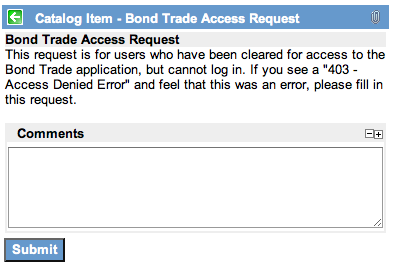 Catalog Item - Bond Trade Access Request
Bond Trade Access Request
This request is for users who have been cleared for access to the
Bond Trade application, but cannot log in. If you see a "403 -
Access Denied Error" and feel that this was an error, please fill in
this request.
Comments
Submit